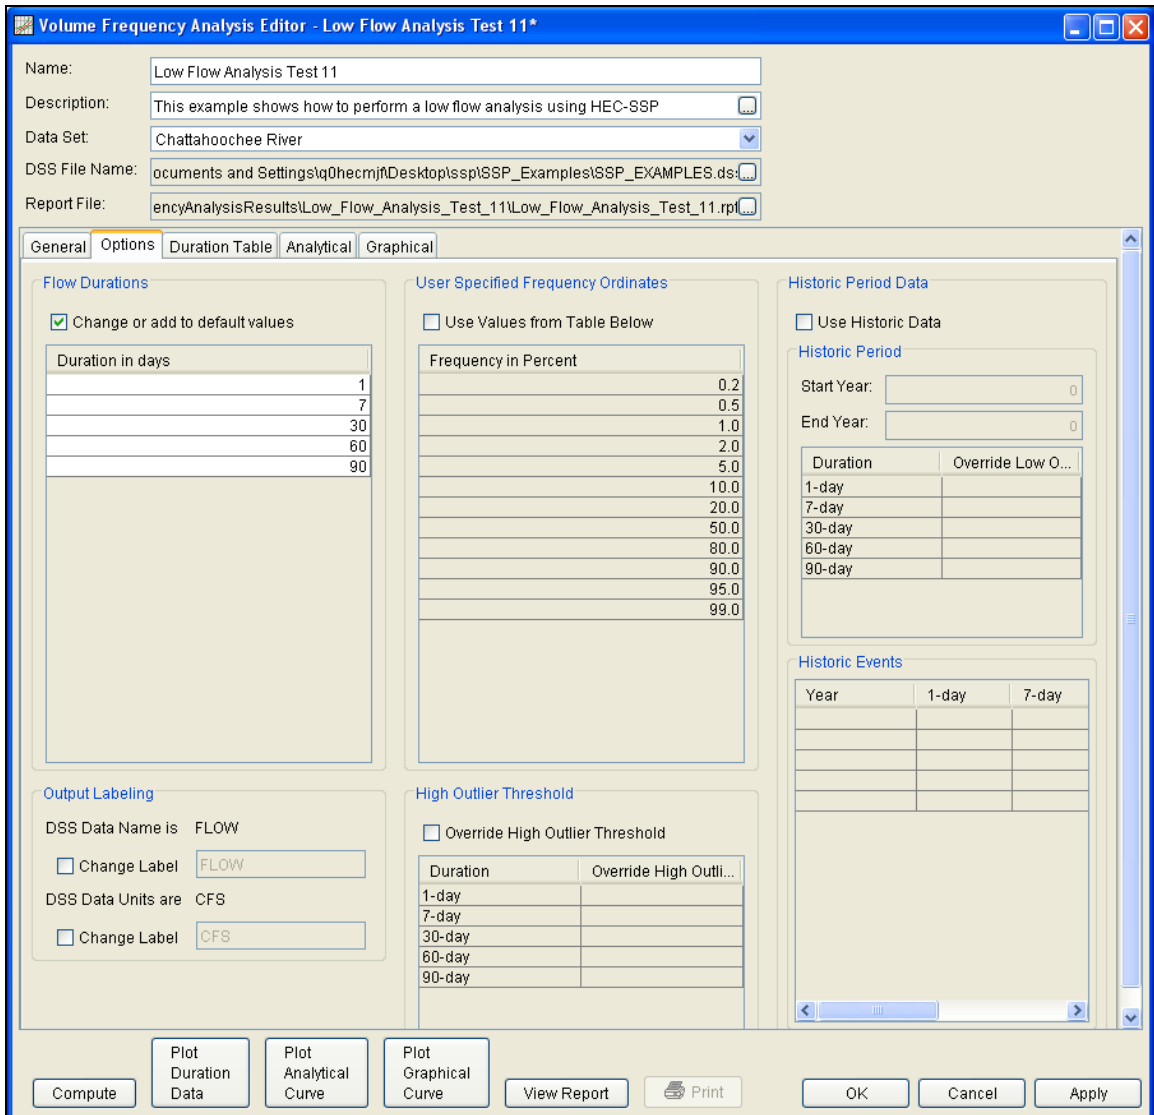 Volume Frequency Analysis Editor - Low Flow Analysis Test 11*
Name: Low Flow Analysis Test 11
Description: This example shows how to perform a low flow analysis using HEC-SSP ...
Data Set: Chattahoochee River
DSS File Name: ocuments and Settings\q0hecmjf\Desktop\ssp\SSP_Examples\SSP_EXAMPLES.ds: ...
Report File: encyAnalysisResults\Low_Flow_Analysis_Test_11\Low_Flow_Analysis_Test_11.rpt ...
General Options Duration Table Analytical Graphical
Flow Durations
Change or add to default values
Duration in days
1
7
30
60
90
Output Labeling
DSS Data Name is FLOW
Change Label FLOW
DSS Data Units are CFS
Change Label CFS
User Specified Frequency Ordinates
Use Values from Table Below
Frequency in Percent
0.2
0.5
1.0
2.0
5.0
10.0
20.0
50.0
80.0
90.0
95.0
99.0
High Outlier Threshold
Override High Outlier Threshold
Duration Override High Outli...
1-day
7-day
30-day
60-day
90-day
Historic Period Data
Use Historic Data
Historic Period
Start Year: 0
End Year: 0
Duration Override Low O...
1-day
7-day
30-day
60-day
90-day
Historic Events
Year 1-day 7-day
Compute
Plot
Duration
Data
Plot
Analytical
Curve
Plot
Graphical
Curve
View Report
Print
OK
Cancel
Apply